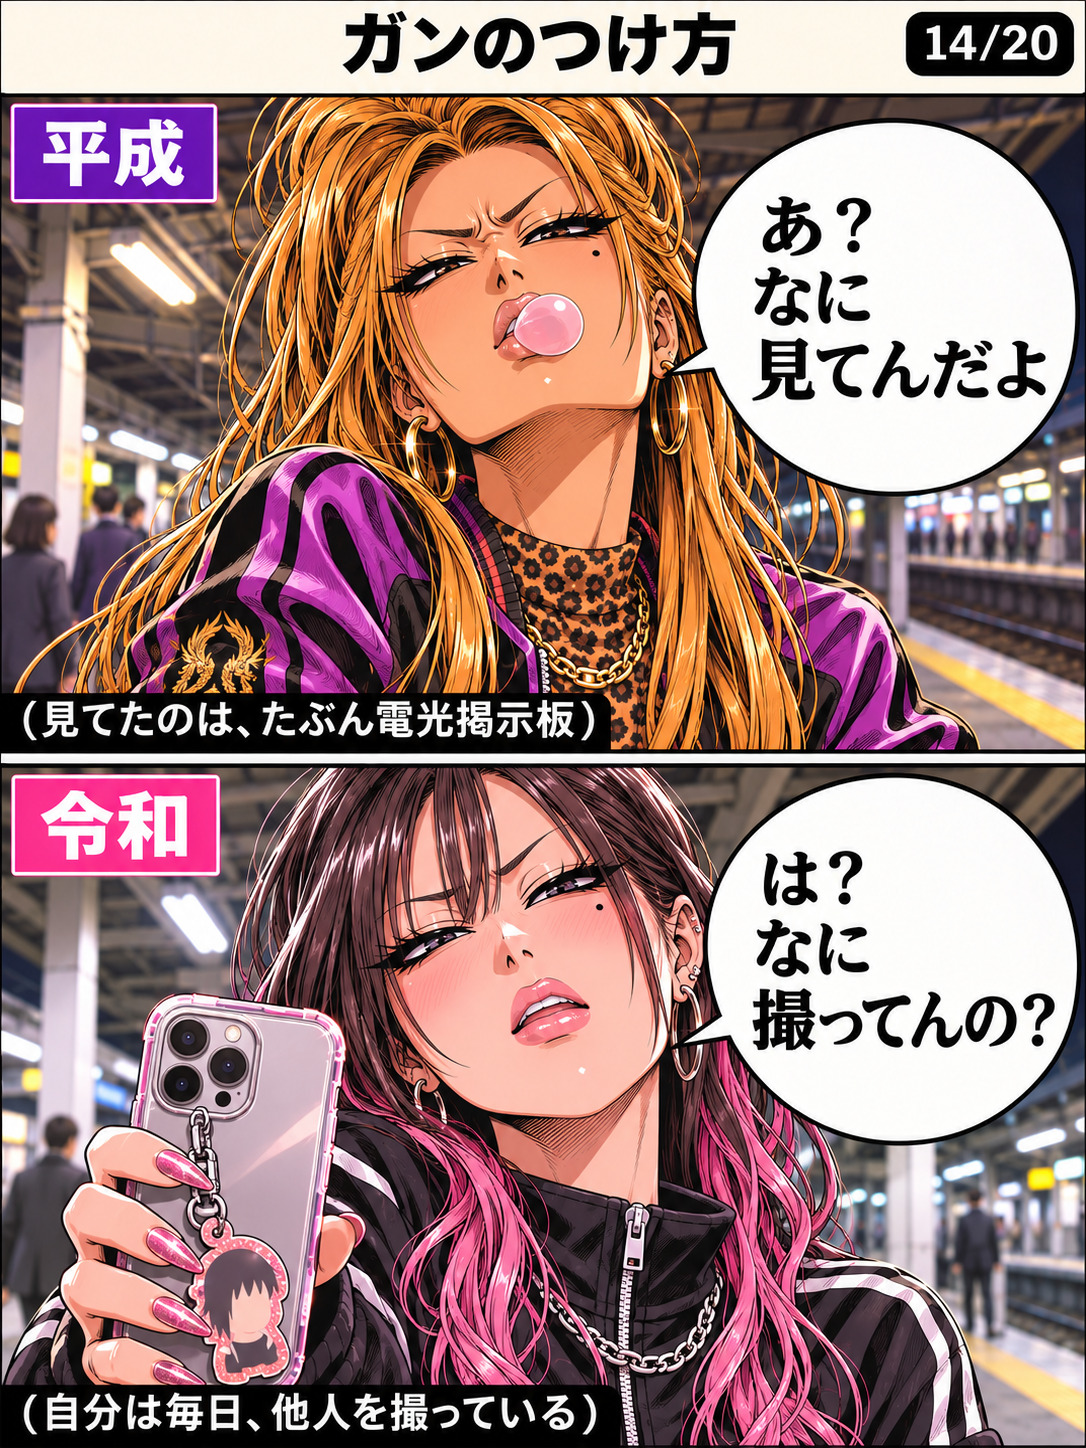 ガンのつけ方
14/20
平成
あ？
なに
見てんだよ
(見てたのは、たぶん電光掲示板)
令和
は？
なに
撮ってんの？
(自分は毎日、他人を撮っている)